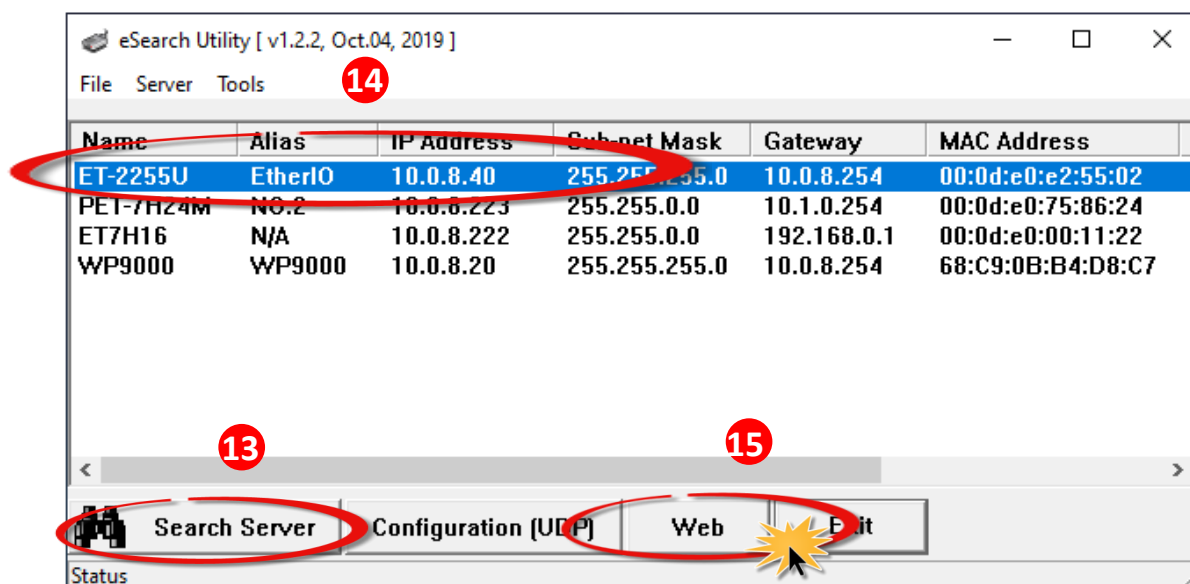 eSearch Utility [ v1.2.2, Oct.04, 2019 ]
File Server Tools
14
Name Alias IP Address Sub-net Mask Gateway MAC Address
ET-2255U EtherIO 10.0.8.40 255.255.255.0 10.0.8.254 00:0d:e0:e2:55:02
PET-7H24M NO.2 10.0.8.223 255.255.0.0 10.1.0.254 00:0d:e0:75:86:24
ET7H16 N/A 10.0.8.222 255.255.0.0 192.168.0.1 00:0d:e0:00:11:22
WP9000 WP9000 10.0.8.20 255.255.255.0 10.0.8.254 68:C9:0B:B4:D8:C7
13 15
Search Server Configuration (UDP) Web Exit
Status